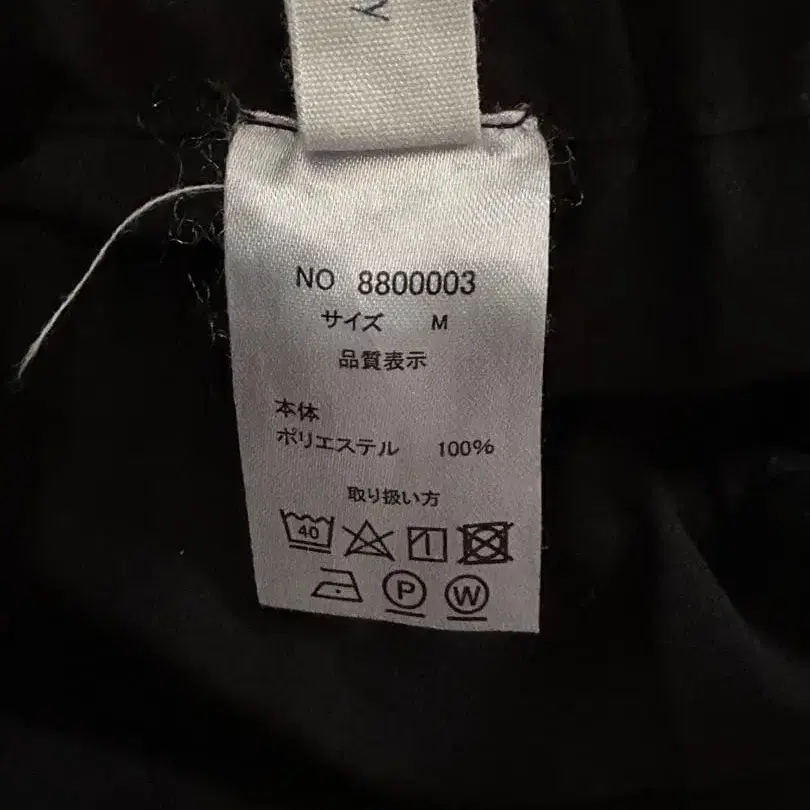 Y
NO 8800003
サイズ M
品質表示
本体
ポリエステル 100%
取り扱い方
40
P W